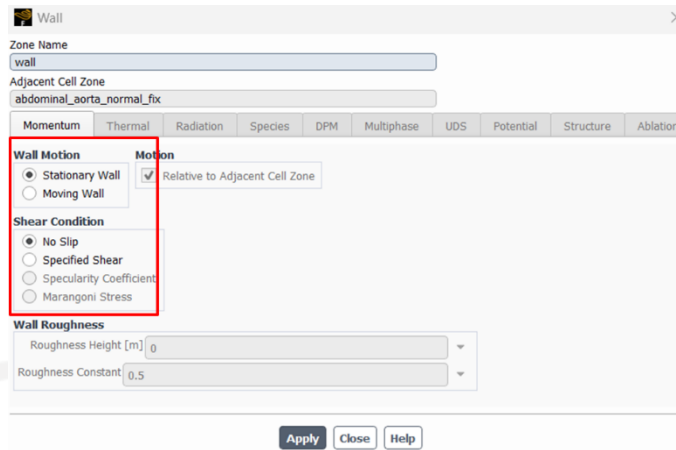 Wall
Zone Name
wall
Adjacent Cell Zone
abdominal_aorta_normal_fix
Momentum Thermal Radiation Species DPM Multiphase UDS Potential Structure Ablation
Wall Motion Motion
Stationary Wall Relative to Adjacent Cell Zone
Moving Wall
Shear Condition
No Slip
Specified Shear
Specularity Coefficient
Marangoni Stress
Wall Roughness
Roughness Height [m] 0
Roughness Constant 0.5
Apply Close Help